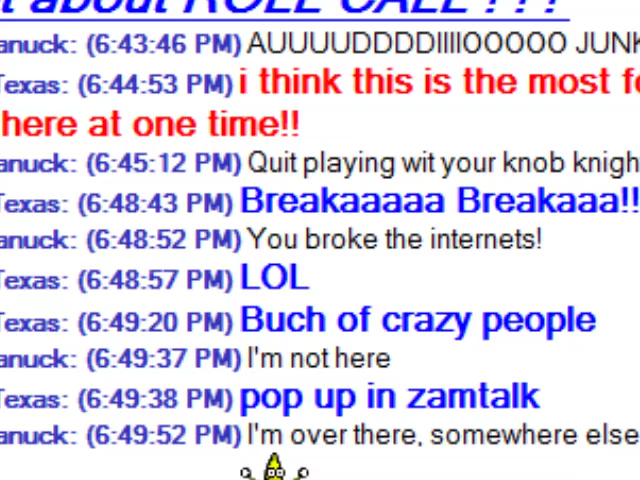 t about ROLL CALL???
anuck: (6:43:46 PM) AUUUUDDDDIIIIOOOOO JUNK
Texas: (6:44:53 PM) i think this is the most fo
here at one time!!
anuck: (6:45:12 PM) Quit playing wit your knob knigh
Texas: (6:48:43 PM) Breakaaaaa Breakaaa!!
anuck: (6:48:52 PM) You broke the internets!
Texas: (6:48:57 PM) LOL
Texas: (6:49:20 PM) Buch of crazy people
anuck: (6:49:37 PM) I'm not here
Texas: (6:49:38 PM) pop up in zamtalk
anuck: (6:49:52 PM) I'm over there, somewhere else